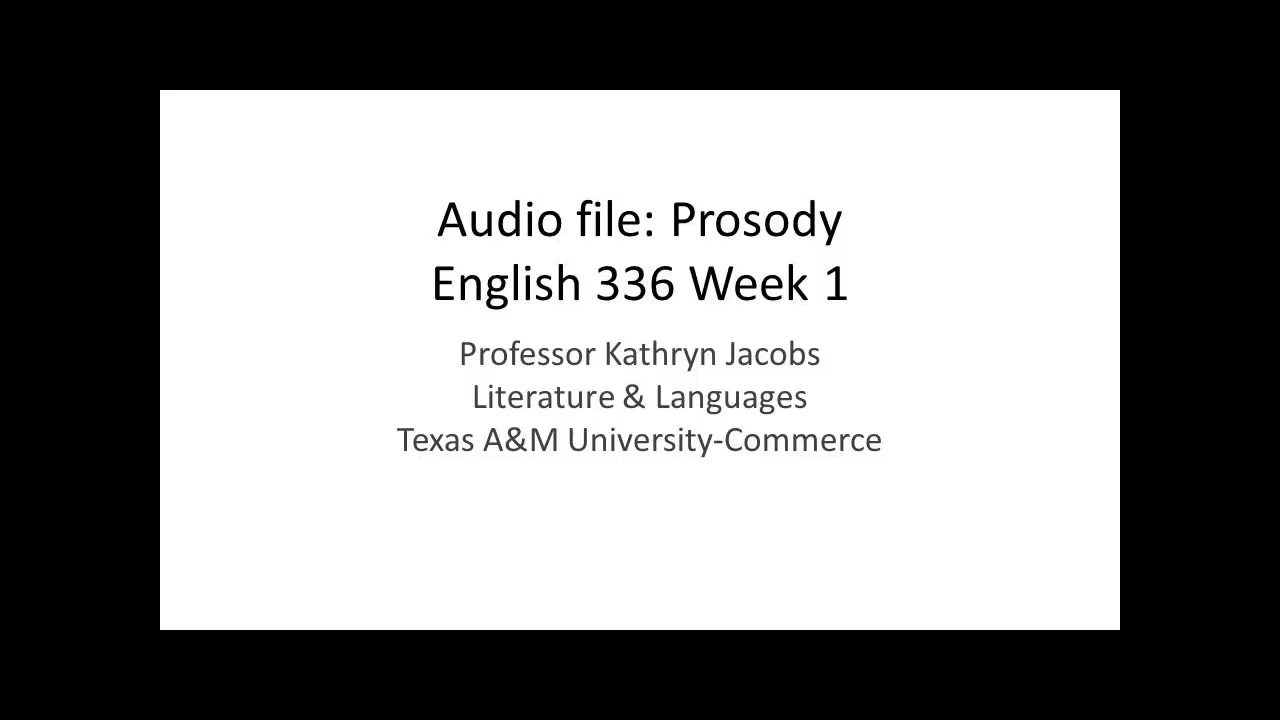 Audio file: Prosody
English 336 Week 1
Professor Kathryn Jacobs
Literature & Languages
Texas A&M University-Commerce